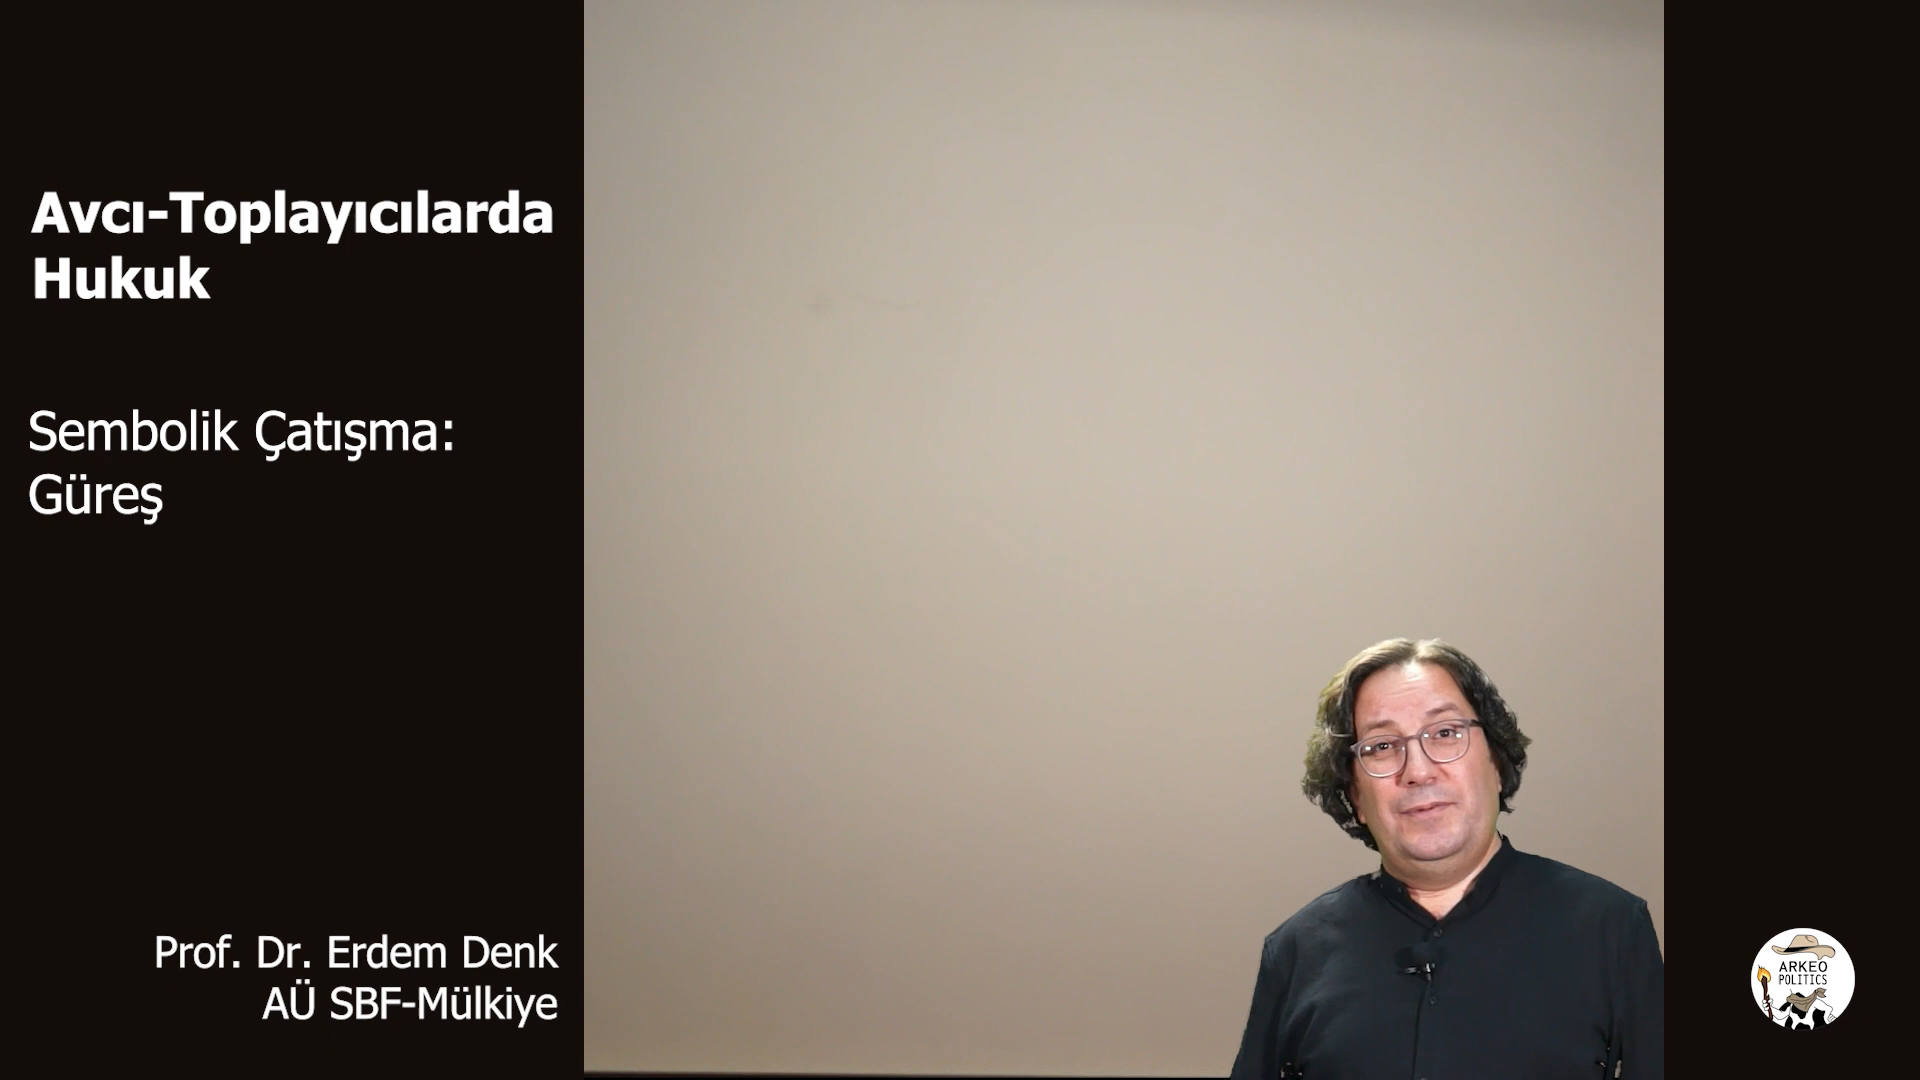 Avcı-Toplayıcılarda
Hukuk
Sembolik Çatışma:
Güreş
Prof. Dr. Erdem Denk
AÜ SBF-Mülkiye
ARKEO
POLITICS